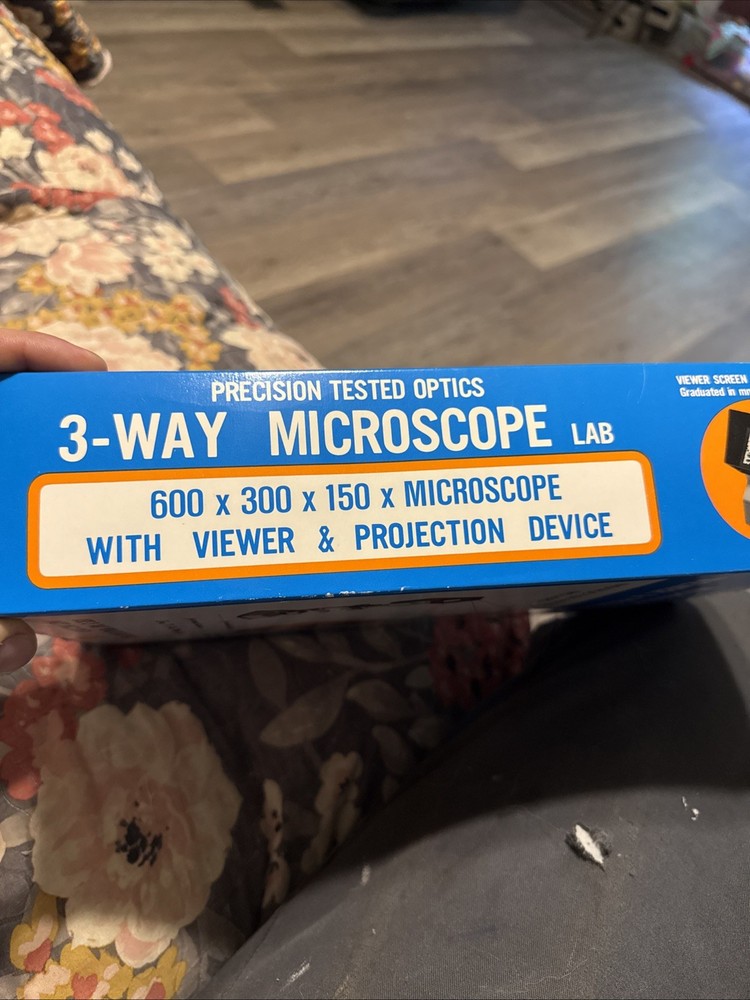 PRECISION TESTED OPTICS
3-WAY MICROSCOPE LAB
600 x 300 x 150 x MICROSCOPE
WITH VIEWER & PROJECTION DEVICE
VIEWER SCREEN
Graduated in